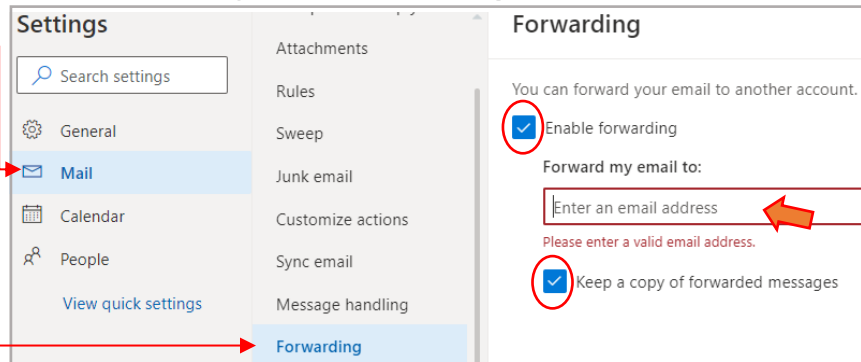 Settings
Search settings
General
Mail
Calendar
People
View quick settings
Attachments
Rules
Sweep
Junk email
Customize actions
Sync email
Message handling
Forwarding
Forwarding
You can forward your email to another account.
Enable forwarding
Forward my email to:
Enter an email address
Please enter a valid email address.
Keep a copy of forwarded messages